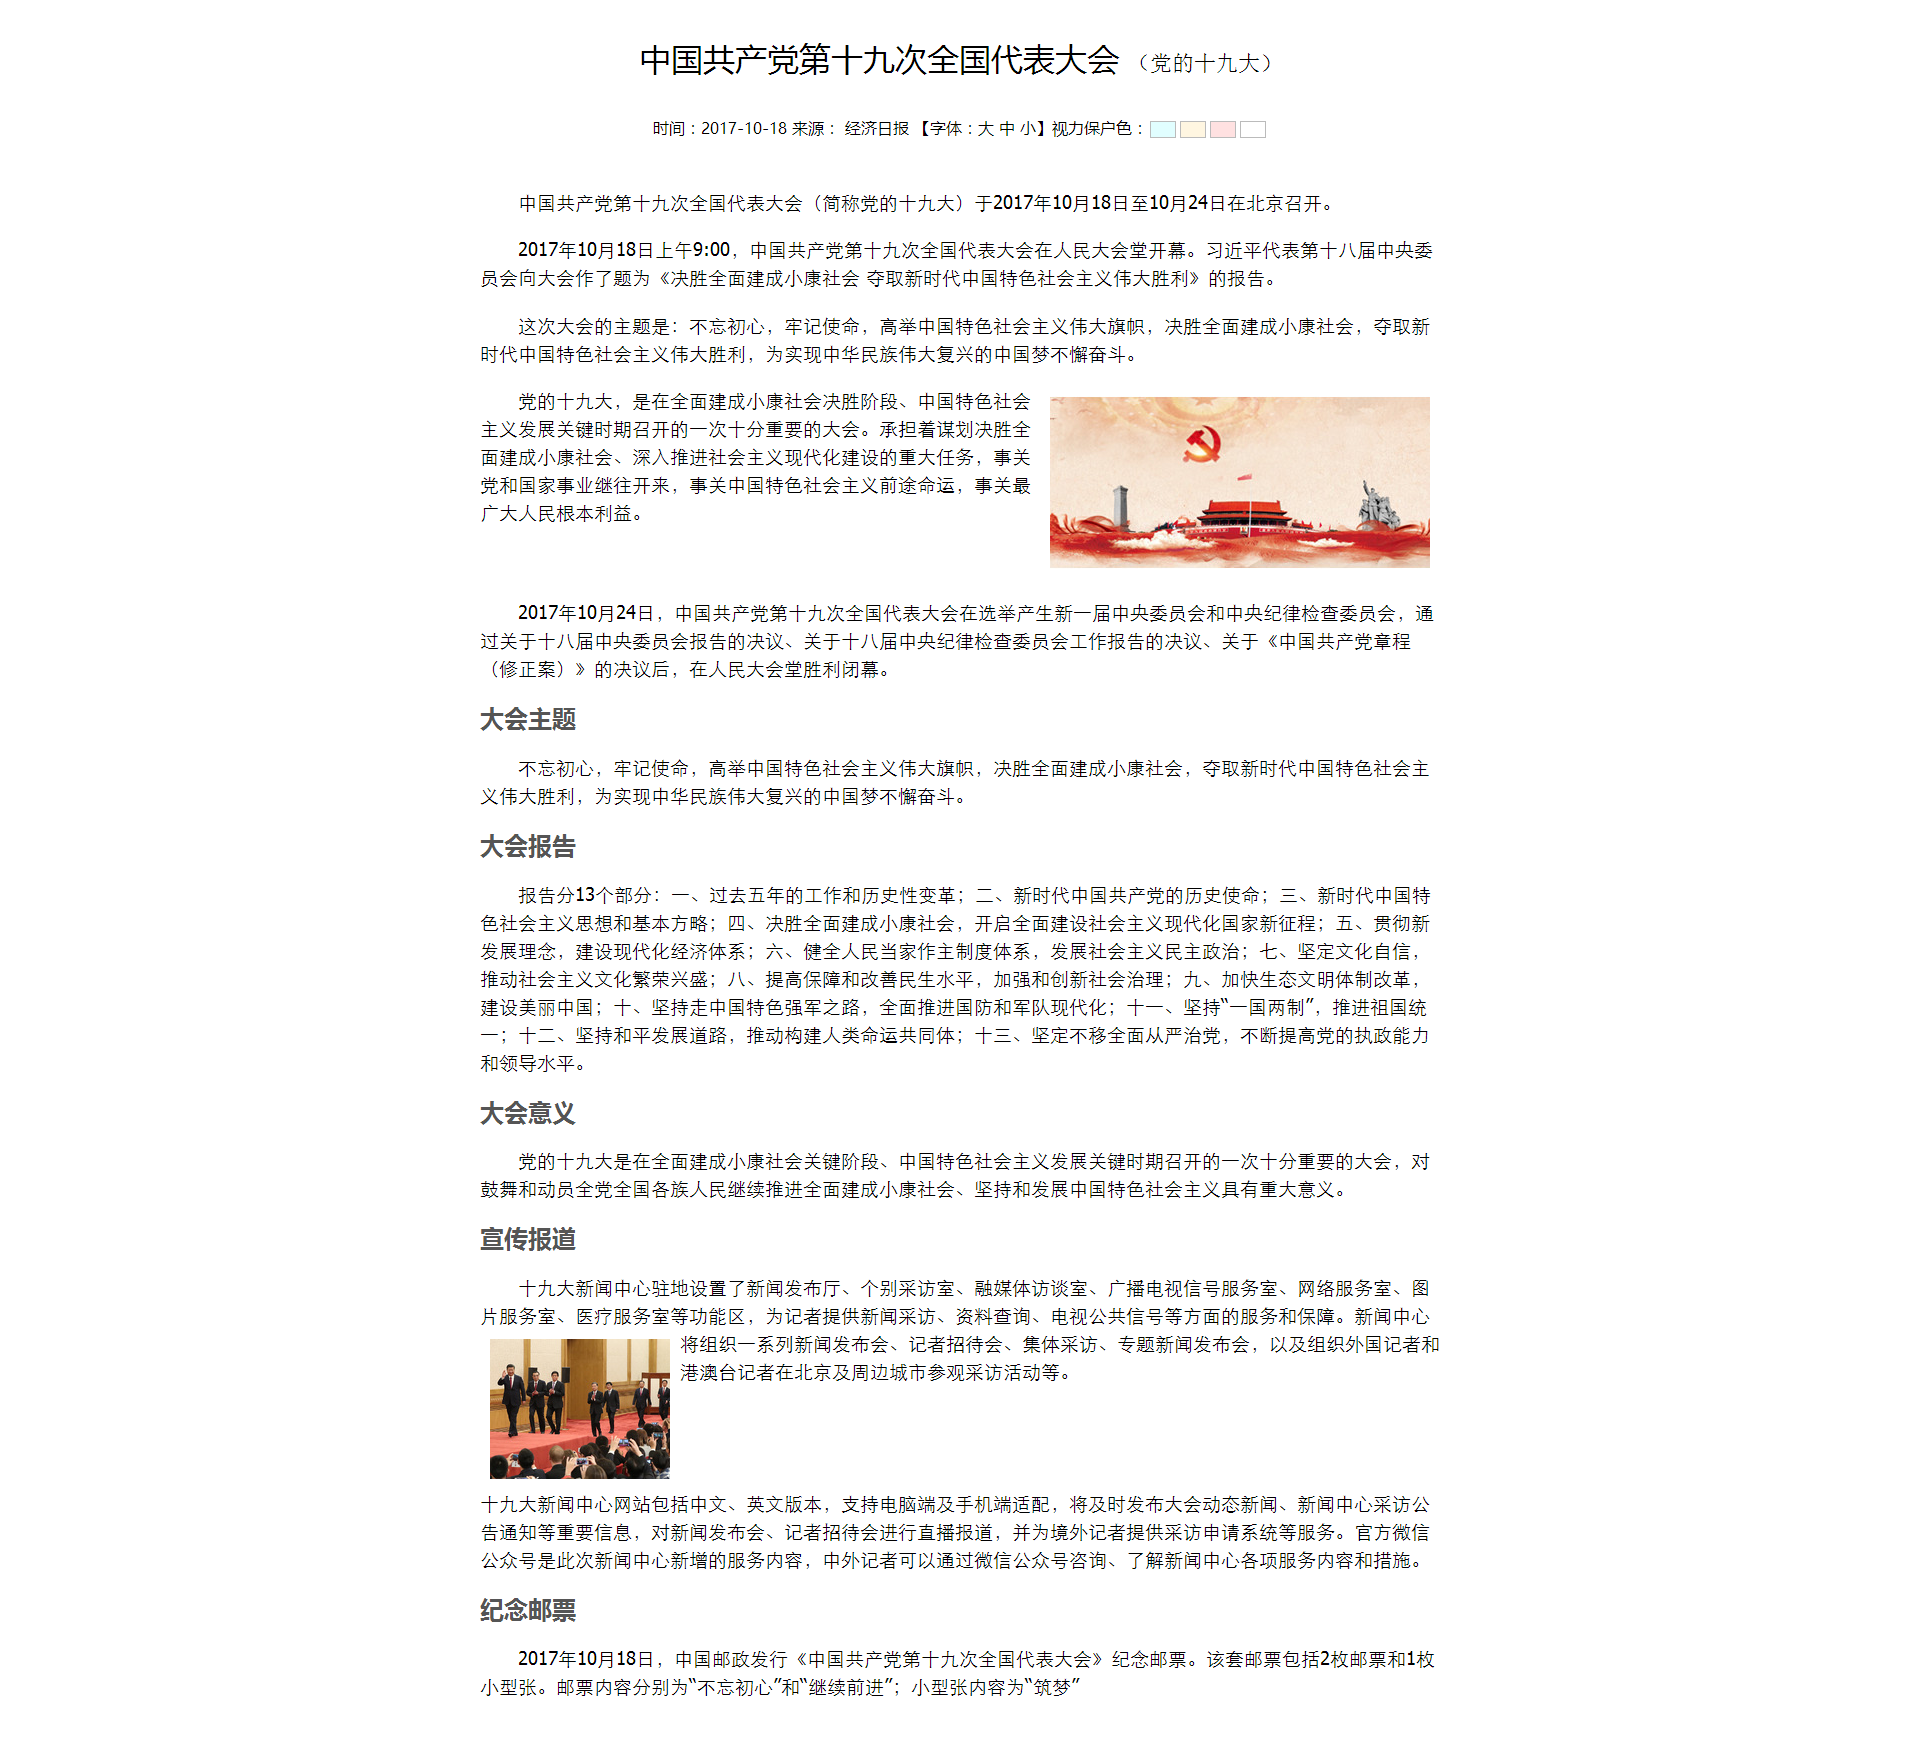 中国共产党第十九次全国代表大会 （党的十九大）
时间：2017-10-18 来源： 经济日报 【字体：大 中 小】视力保户色：
中国共产党第十九次全国代表大会（简称党的十九大）于2017年10月18日至10月24日在北京召开。
2017年10月18日上午9:00，中国共产党第十九次全国代表大会在人民大会堂开幕。习近平代表第十八届中央委
员会向大会作了题为《决胜全面建成小康社会 夺取新时代中国特色社会主义伟大胜利》的报告。
这次大会的主题是：不忘初心，牢记使命，高举中国特色社会主义伟大旗帜，决胜全面建成小康社会，夺取新
时代中国特色社会主义伟大胜利，为实现中华民族伟大复兴的中国梦不懈奋斗。
党的十九大，是在全面建成小康社会决胜阶段、中国特色社会
主义发展关键时期召开的一次十分重要的大会。承担着谋划决胜全
面建成小康社会、深入推进社会主义现代化建设的重大任务，事关
党和国家事业继往开来，事关中国特色社会主义前途命运，事关最
广大人民根本利益。
2017年10月24日，中国共产党第十九次全国代表大会在选举产生新一届中央委员会和中央纪律检查委员会，通
过关于十八届中央委员会报告的决议、关于十八届中央纪律检查委员会工作报告的决议、关于《中国共产党章程
（修正案）》的决议后，在人民大会堂胜利闭幕。
大会主题
不忘初心，牢记使命，高举中国特色社会主义伟大旗帜，决胜全面建成小康社会，夺取新时代中国特色社会主
义伟大胜利，为实现中华民族伟大复兴的中国梦不懈奋斗。
大会报告
报告分13个部分：一、过去五年的工作和历史性变革；二、新时代中国共产党的历史使命；三、新时代中国特
色社会主义思想和基本方略；四、决胜全面建成小康社会，开启全面建设社会主义现代化国家新征程；五、贯彻新
发展理念，建设现代化经济体系；六、健全人民当家作主制度体系，发展社会主义民主政治；七、坚定文化自信，
推动社会主义文化繁荣兴盛；八、提高保障和改善民生水平，加强和创新社会治理；九、加快生态文明体制改革，
建设美丽中国；十、坚持走中国特色强军之路，全面推进国防和军队现代化；十一、坚持“一国两制”，推进祖国统
一；十二、坚持和平发展道路，推动构建人类命运共同体；十三、坚定不移全面从严治党，不断提高党的执政能力
和领导水平。
大会意义
党的十九大是在全面建成小康社会关键阶段、中国特色社会主义发展关键时期召开的一次十分重要的大会，对
鼓舞和动员全党全国各族人民继续推进全面建成小康社会、坚持和发展中国特色社会主义具有重大意义。
宣传报道
十九大新闻中心驻地设置了新闻发布厅、个别采访室、融媒体访谈室、广播电视信号服务室、网络服务室、图
片服务室、医疗服务室等功能区，为记者提供新闻采访、资料查询、电视公共信号等方面的服务和保障。新闻中心
将组织一系列新闻发布会、记者招待会、集体采访、专题新闻发布会，以及组织外国记者和
港澳台记者在北京及周边城市参观采访活动等。
十九大新闻中心网站包括中文、英文版本，支持电脑端及手机端适配，将及时发布大会动态新闻、新闻中心采访公
告通知等重要信息，对新闻发布会、记者招待会进行直播报道，并为境外记者提供采访申请系统等服务。官方微信
公众号是此次新闻中心新增的服务内容，中外记者可以通过微信公众号咨询、了解新闻中心各项服务内容和措施。
纪念邮票
2017年10月18日，中国邮政发行《中国共产党第十九次全国代表大会》纪念邮票。该套邮票包括2枚邮票和1枚
小型张。邮票内容分别为“不忘初心”和“继续前进”；小型张内容为“筑梦”